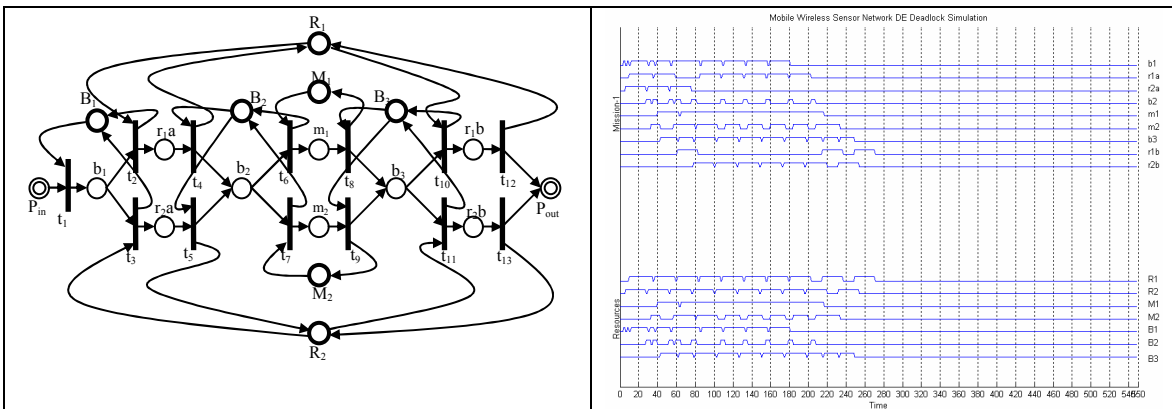 R1
M1
B1
B2
B3
r1a
m1
r1b
t2
t4
t6
t8
t10
t12
Pin
b1
b2
b3
Pout
t1
r2a
m2
r2b
t3
t5
t7
t9
t11
t13
M2
R2
Mobile Wireless Sensor Network DE Deadlock Simulation
Mission-1
b1
r1a
r2a
b2
m1
m2
b3
r1b
r2b
Resources
R1
R2
M1
M2
B1
B2
B3
0 20 40 60 80 100 120 140 160 180 200 220 240 260 280 300 320 340 360 380 400 420 440 460 480 500 520 540 550
Time